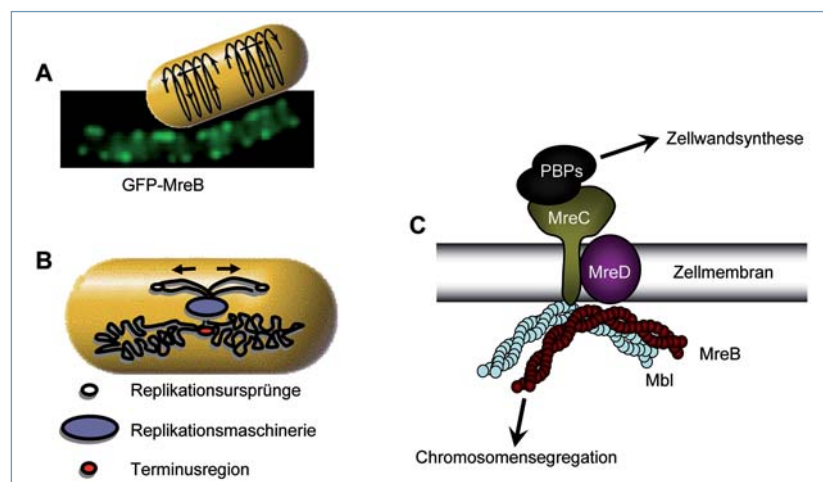 A
GFP-MreB
B
Replikationsursprünge
Replikationsmaschinerie
Terminusregion
C
PBPs
Zellwandsynthese
MreC
MreD
Zellmembran
MreB
Mbl
Chromosomensegregation